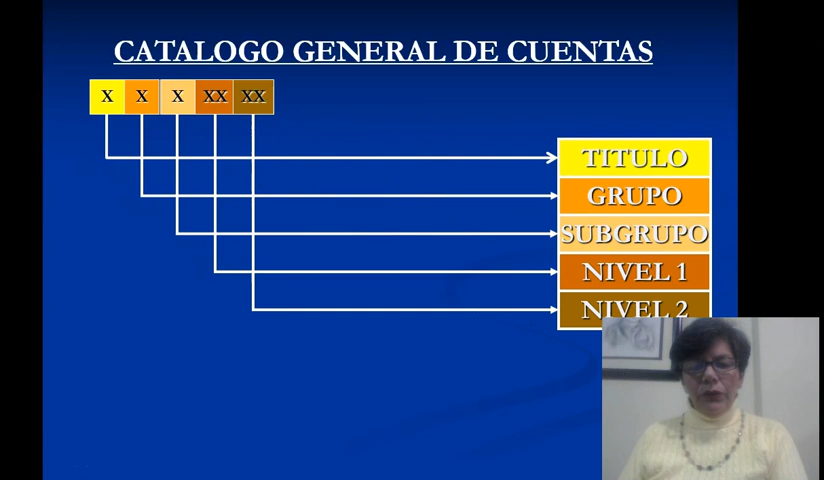 CATALOGO GENERAL DE CUENTAS
X X X XX XX
TITULO
GRUPO
SUBGRUPO
NIVEL 1
NIVEL 2